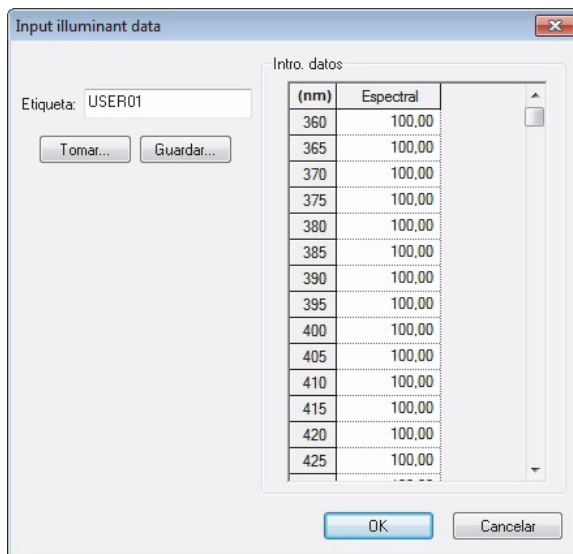 Input illuminant data
Intro. datos
Etiqueta: USER01
Tomar... Guardar...
(nm) Espectral
360 100,00
365 100,00
370 100,00
375 100,00
380 100,00
385 100,00
390 100,00
395 100,00
400 100,00
405 100,00
410 100,00
415 100,00
420 100,00
425 100,00
OK Cancelar